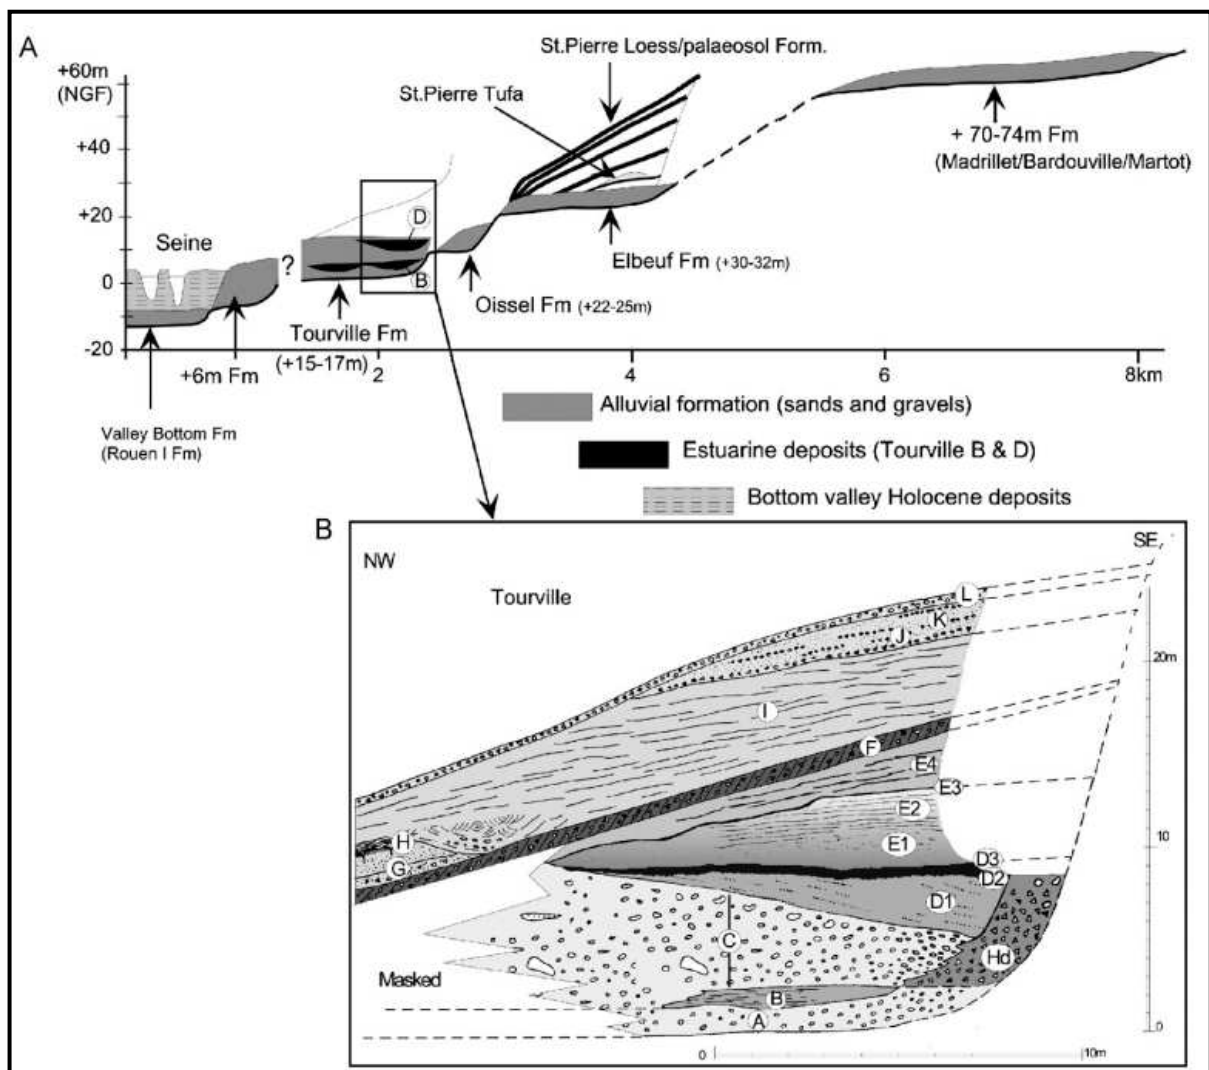 A
+60m
(NGF)
+40
+20
0
-20
St.Pierre Loess/palaeosol Form.
St.Pierre Tufa
+ 70-74m Fm
(Madrillet/Bardouville/Martot)
Seine
?
D
B
Elbeuf Fm (+30-32m)
Oissel Fm (+22-25m)
Tourville Fm
(+15-17m)
+6m Fm
Valley Bottom Fm
(Rouen I Fm)
2
4
6
8km
Alluvial formation (sands and gravels)
Estuarine deposits (Tourville B & D)
Bottom valley Holocene deposits
B
NW
SE
Tourville
L
K
J
I
F
E4
E3
E2
E1
H
G
D3
D2
D1
C
Hd
Masked
B
A
20m
10
0
0
10m